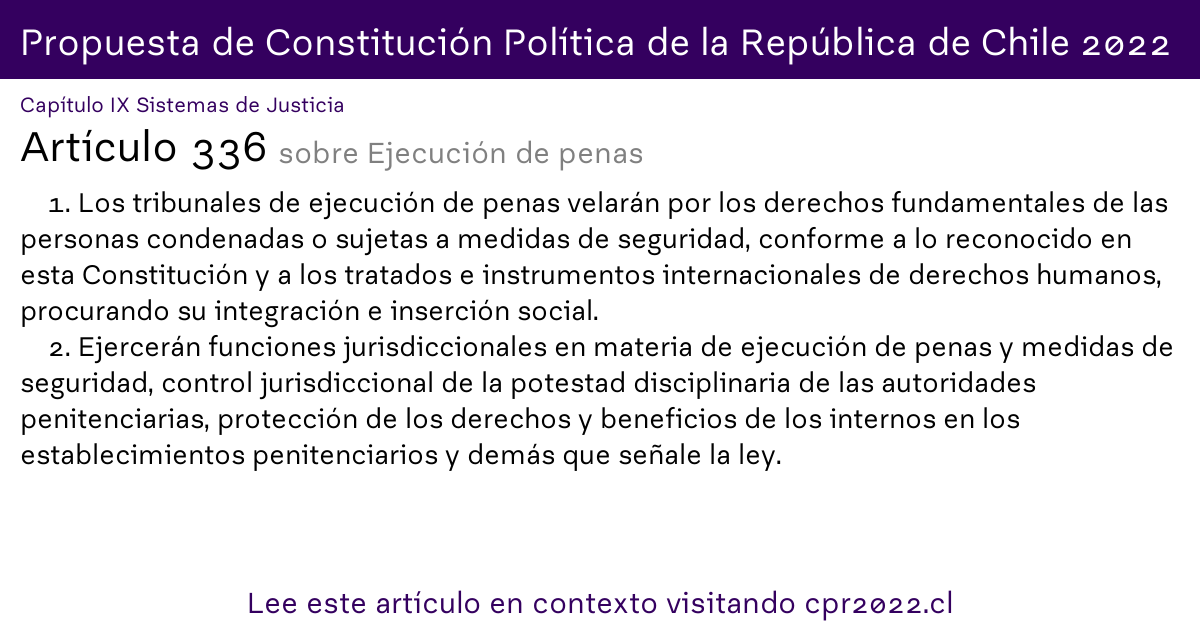 Propuesta de Constitución Política de la República de Chile 2022
Capítulo IX Sistemas de Justicia
Artículo 336 sobre Ejecución de penas
1. Los tribunales de ejecución de penas velarán por los derechos fundamentales de las
personas condenadas o sujetas a medidas de seguridad, conforme a lo reconocido en
esta Constitución y a los tratados e instrumentos internacionales de derechos humanos,
procurando su integración e inserción social.
2. Ejercerán funciones jurisdiccionales en materia de ejecución de penas y medidas de
seguridad, control jurisdiccional de la potestad disciplinaria de las autoridades
penitenciarias, protección de los derechos y beneficios de los internos en los
establecimientos penitenciarios y demás que señale la ley.
Lee este artículo en contexto visitando cpr2022.cl